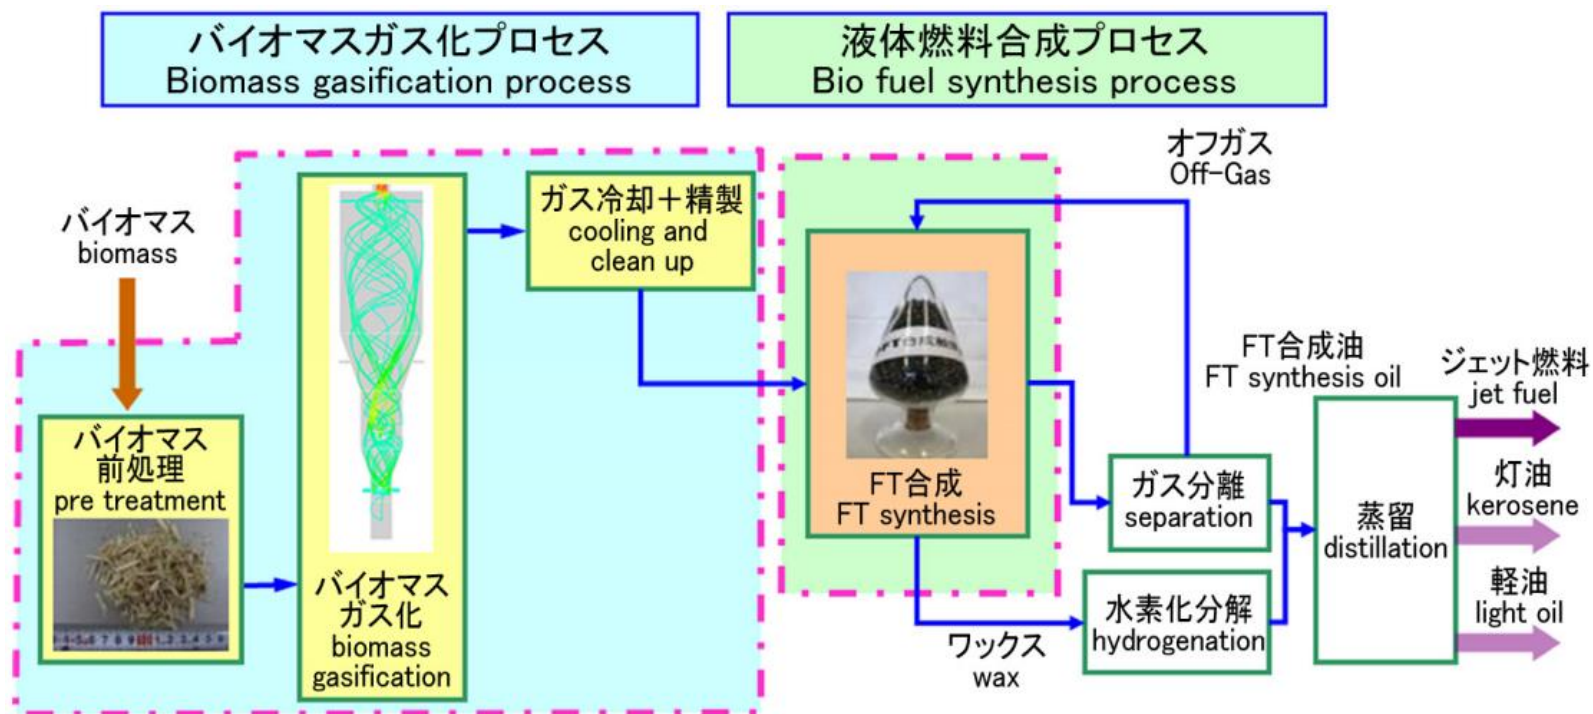 バイオマスガス化プロセス
Biomass gasification process
液体燃料合成プロセス
Bio fuel synthesis process
バイオマス
biomass
バイオマス
前処理
pre treatment
バイオマス
ガス化
biomass
gasification
ガス冷却＋精製
cooling and
clean up
オフガス
Off-Gas
FT合成
FT synthesis
ワックス
wax
ガス分離
separation
水素化分解
hydrogenation
FT合成油
FT synthesis oil
蒸留
distillation
ジェット燃料
jet fuel
灯油
kerosene
軽油
light oil